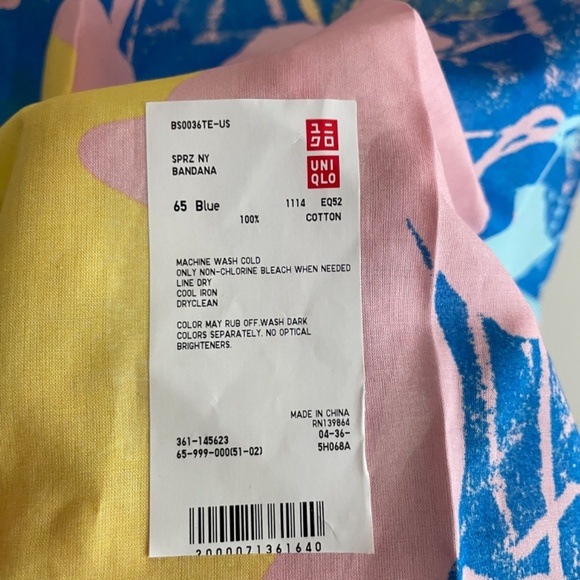 BS0036TE-US
ユニ
クロ
UNI
QLO
SPRZ NY
BANDANA
65 Blue 1114 EQ52
100% COTTON
MACHINE WASH COLD
ONLY NON-CHLORINE BLEACH WHEN NEEDED
LINE DRY
COOL IRON
DRYCLEAN
COLOR MAY RUB OFF.WASH DARK
COLORS SEPARATELY. NO OPTICAL
BRIGHTENERS.
MADE IN CHINA
RN139864
361-145623 04-36-
65-999-000(51-02) 5H068A
2000071361640